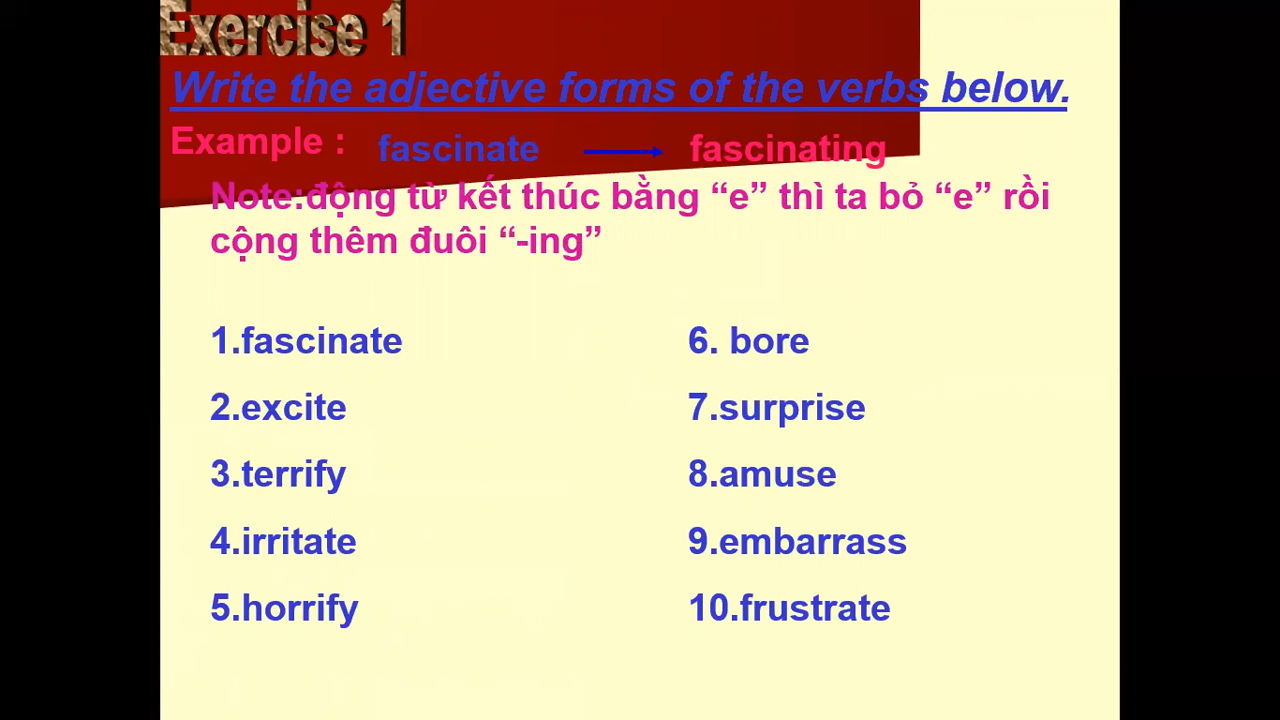 Exercise 1
Write the adjective forms of the verbs below.
Example : fascinate fascinating
Note:động từ kết thúc bằng “e” thì ta bỏ “e” rồi
cộng thêm đuôi “-ing”
1.fascinate
2.excite
3.terrify
4.irritate
5.horrify
6. bore
7.surprise
8.amuse
9.embarrass
10.frustrate